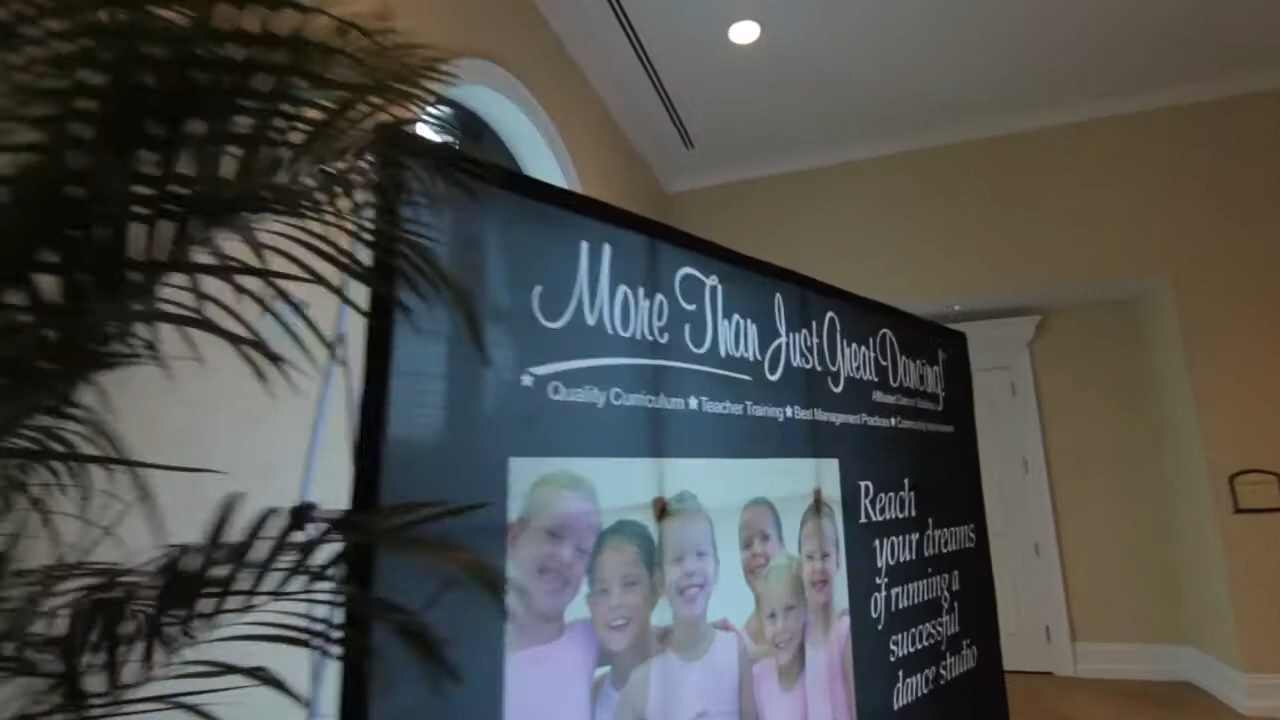 More Than Just Great Dancing!
★ Quality Curriculum ★ Teacher Training ★ Best Management Practices ★ Community
Reach
your dreams
of running a
successful
dance studio